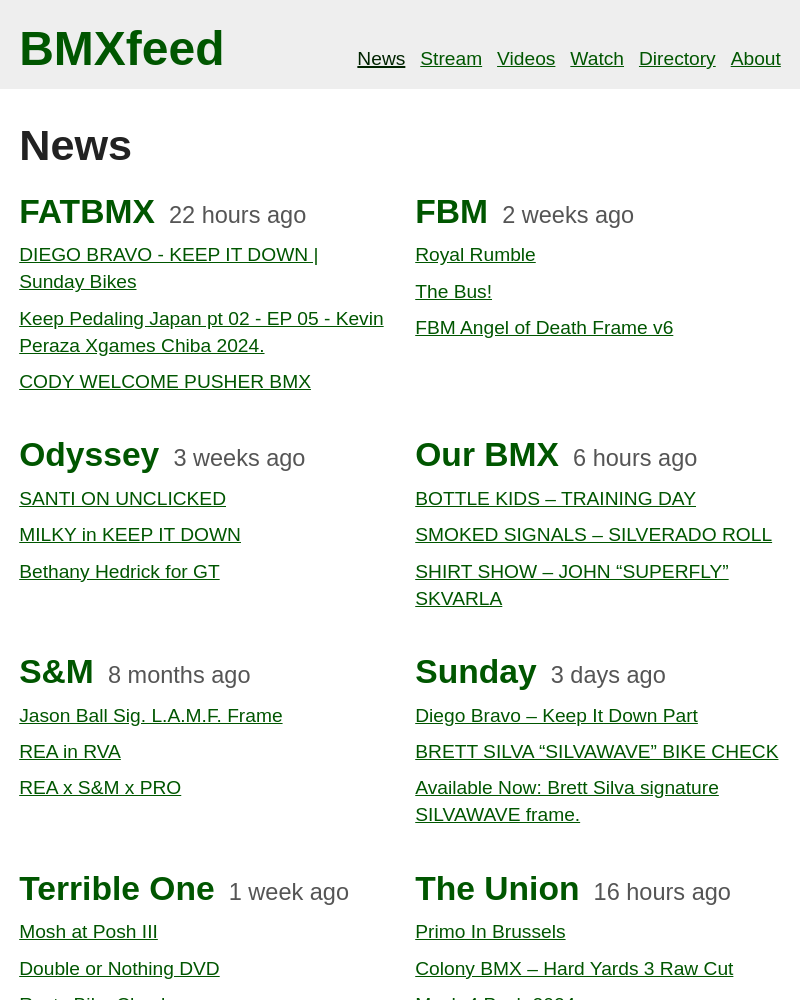 BMXfeed
News Stream Videos Watch Directory About
News
FATBMX 22 hours ago
DIEGO BRAVO - KEEP IT DOWN |
Sunday Bikes
Keep Pedaling Japan pt 02 - EP 05 - Kevin
Peraza Xgames Chiba 2024.
CODY WELCOME PUSHER BMX
FBM 2 weeks ago
Royal Rumble
The Bus!
FBM Angel of Death Frame v6
Odyssey 3 weeks ago
SANTI ON UNCLICKED
MILKY in KEEP IT DOWN
Bethany Hedrick for GT
Our BMX 6 hours ago
BOTTLE KIDS – TRAINING DAY
SMOKED SIGNALS – SILVERADO ROLL
SHIRT SHOW – JOHN “SUPERFLY”
SKVARLA
S&M 8 months ago
Jason Ball Sig. L.A.M.F. Frame
REA in RVA
REA x S&M x PRO
Sunday 3 days ago
Diego Bravo – Keep It Down Part
BRETT SILVA “SILVAWAVE” BIKE CHECK
Available Now: Brett Silva signature
SILVAWAVE frame.
Terrible One 1 week ago
Mosh at Posh III
Double or Nothing DVD
The Union 16 hours ago
Primo In Brussels
Colony BMX – Hard Yards 3 Raw Cut